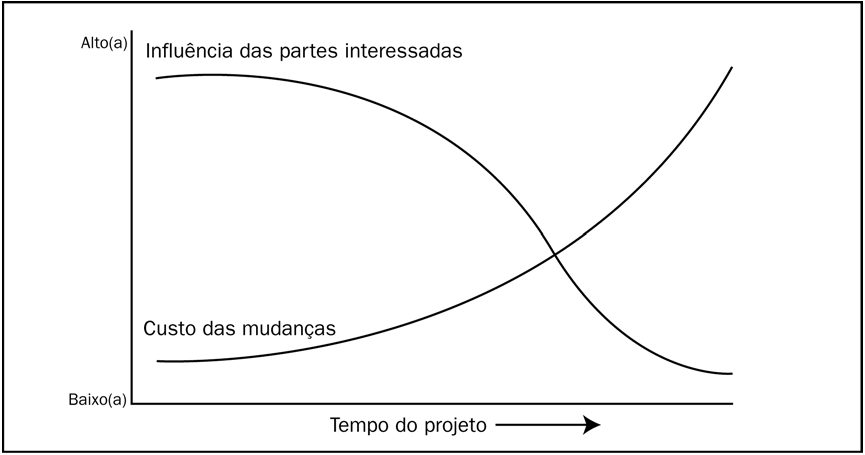 Alto(a)
Influência das partes interessadas
Custo das mudanças
Baixo(a)
Tempo do projeto